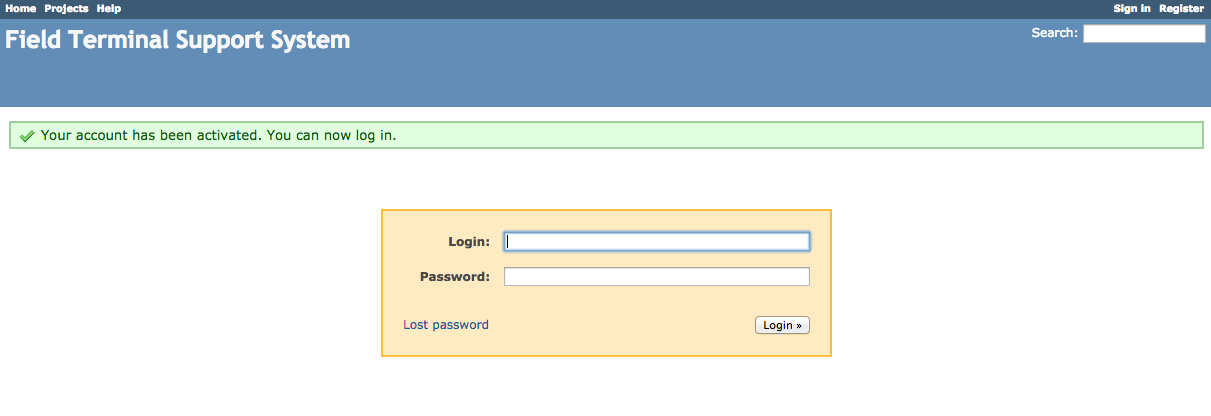 Home Projects Help Sign in Register
Field Terminal Support System Search:
Your account has been activated. You can now log in.
Login:
Password:
Lost password Login »